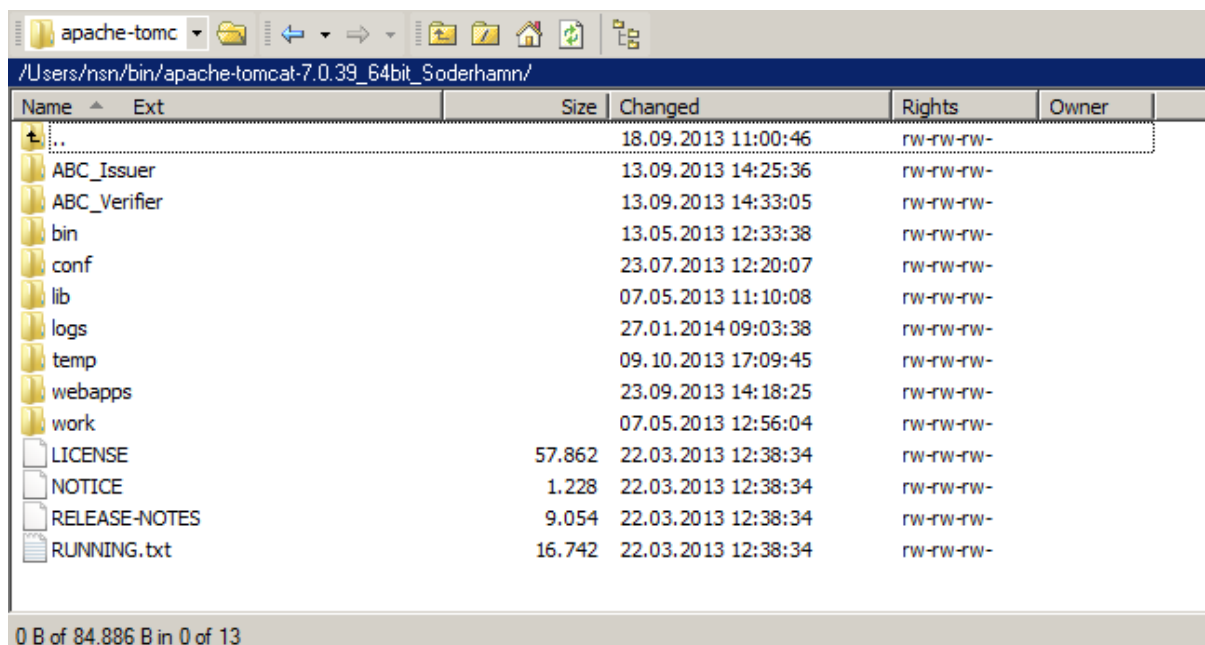 apache-tomc
/Users/nsn/bin/apache-tomcat-7.0.39_64bit_Soderhamn/
Name Ext Size Changed Rights Owner
.. 18.09.2013 11:00:46 rw-rw-rw-
ABC_Issuer 13.09.2013 14:25:36 rw-rw-rw-
ABC_Verifier 13.09.2013 14:33:05 rw-rw-rw-
bin 13.05.2013 12:33:38 rw-rw-rw-
conf 23.07.2013 12:20:07 rw-rw-rw-
lib 07.05.2013 11:10:08 rw-rw-rw-
logs 27.01.2014 09:03:38 rw-rw-rw-
temp 09.10.2013 17:09:45 rw-rw-rw-
webapps 23.09.2013 14:18:25 rw-rw-rw-
work 07.05.2013 12:56:04 rw-rw-rw-
LICENSE 57.862 22.03.2013 12:38:34 rw-rw-rw-
NOTICE 1.228 22.03.2013 12:38:34 rw-rw-rw-
RELEASE-NOTES 9.054 22.03.2013 12:38:34 rw-rw-rw-
RUNNING.txt 16.742 22.03.2013 12:38:34 rw-rw-rw-
0 B of 84.886 B in 0 of 13